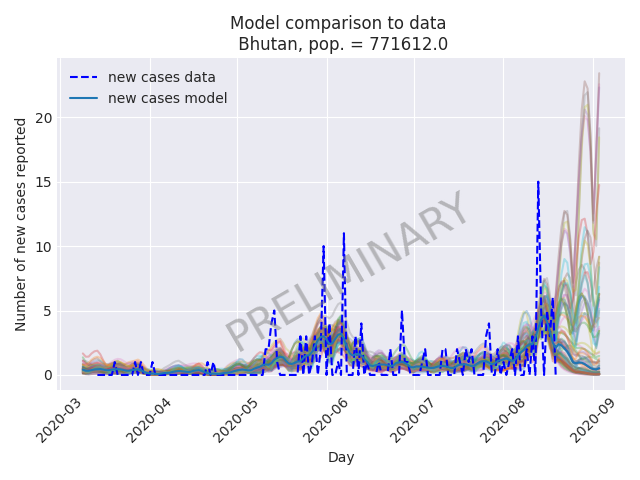 Model comparison to data
Bhutan, pop. = 771612.0
new cases data
new cases model
Number of new cases reported
20
15
10
5
0
PRELIMINARY
2020-03
2020-04
2020-05
2020-06
2020-07
2020-08
2020-09
Day